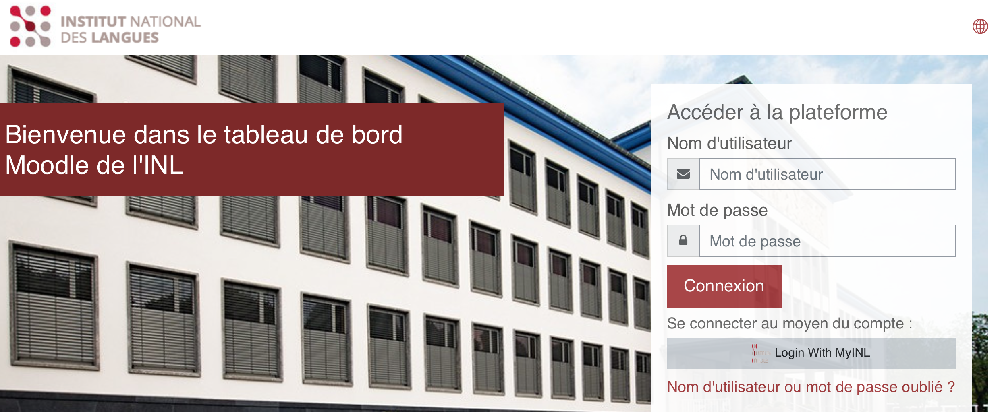 INSTITUT NATIONAL
DES LANGUES
Bienvenue dans le tableau de bord
Moodle de l'INL
Accéder à la plateforme
Nom d'utilisateur
Nom d'utilisateur
Mot de passe
Mot de passe
Connexion
Se connecter au moyen du compte :
Login With MyINL
Nom d'utilisateur ou mot de passe oublié ?